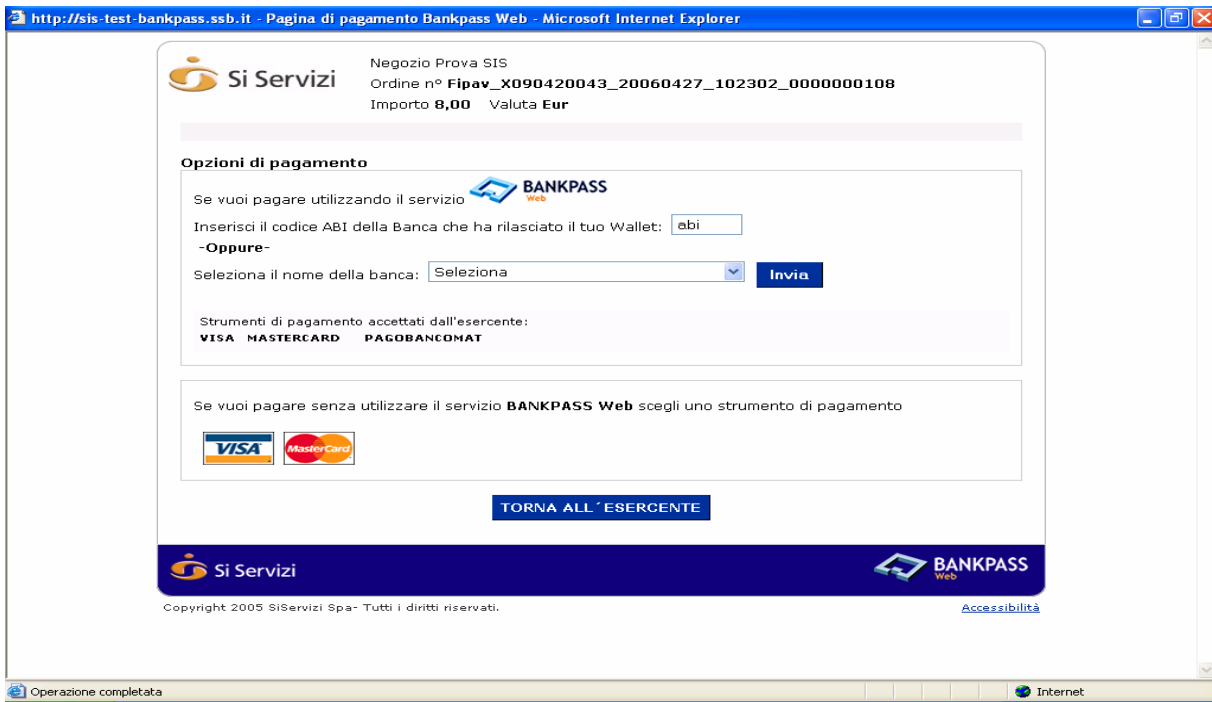 http://sis-test-bankpass.ssb.it - Pagina di pagamento Bankpass Web - Microsoft Internet Explorer
Si Servizi
Negozio Prova SIS
Ordine nº Fipav_X090420043_20060427_102302_0000000108
Importo 8,00 Valuta Eur
Opzioni di pagamento
Se vuoi pagare utilizzando il servizio BANKPASS Web
Inserisci il codice ABI della Banca che ha rilasciato il tuo Wallet: abi
-Oppure-
Seleziona il nome della banca: Seleziona Invia
Strumenti di pagamento accettati dall'esercente:
VISA MASTERCARD PAGOBANCOMAT
Se vuoi pagare senza utilizzare il servizio BANKPASS Web scegli uno strumento di pagamento
VISA MasterCard
TORNA ALL´ESERCENTE
Si Servizi BANKPASS Web
Copyright 2005 SiServizi Spa- Tutti i diritti riservati. Accessibilità
Operazione completata Internet